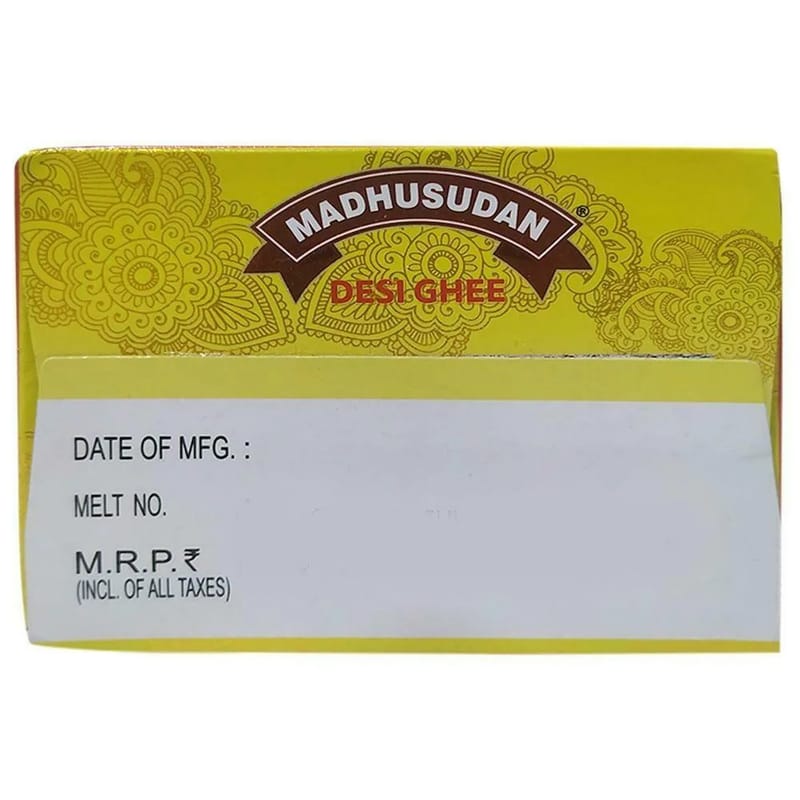 MADHUSUDAN®
DESI GHEE
DATE OF MFG. :
MELT NO.
M.R.P. ₹
(INCL. OF ALL TAXES)